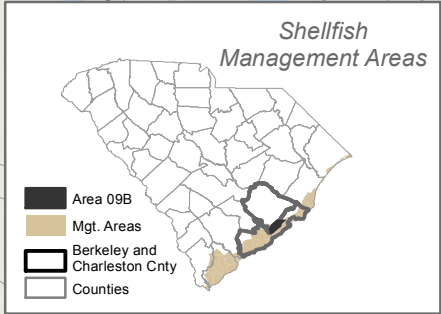 Shellfish
Management Areas
Area 09B
Mgt. Areas
Berkeley and
Charleston Cnty
Counties